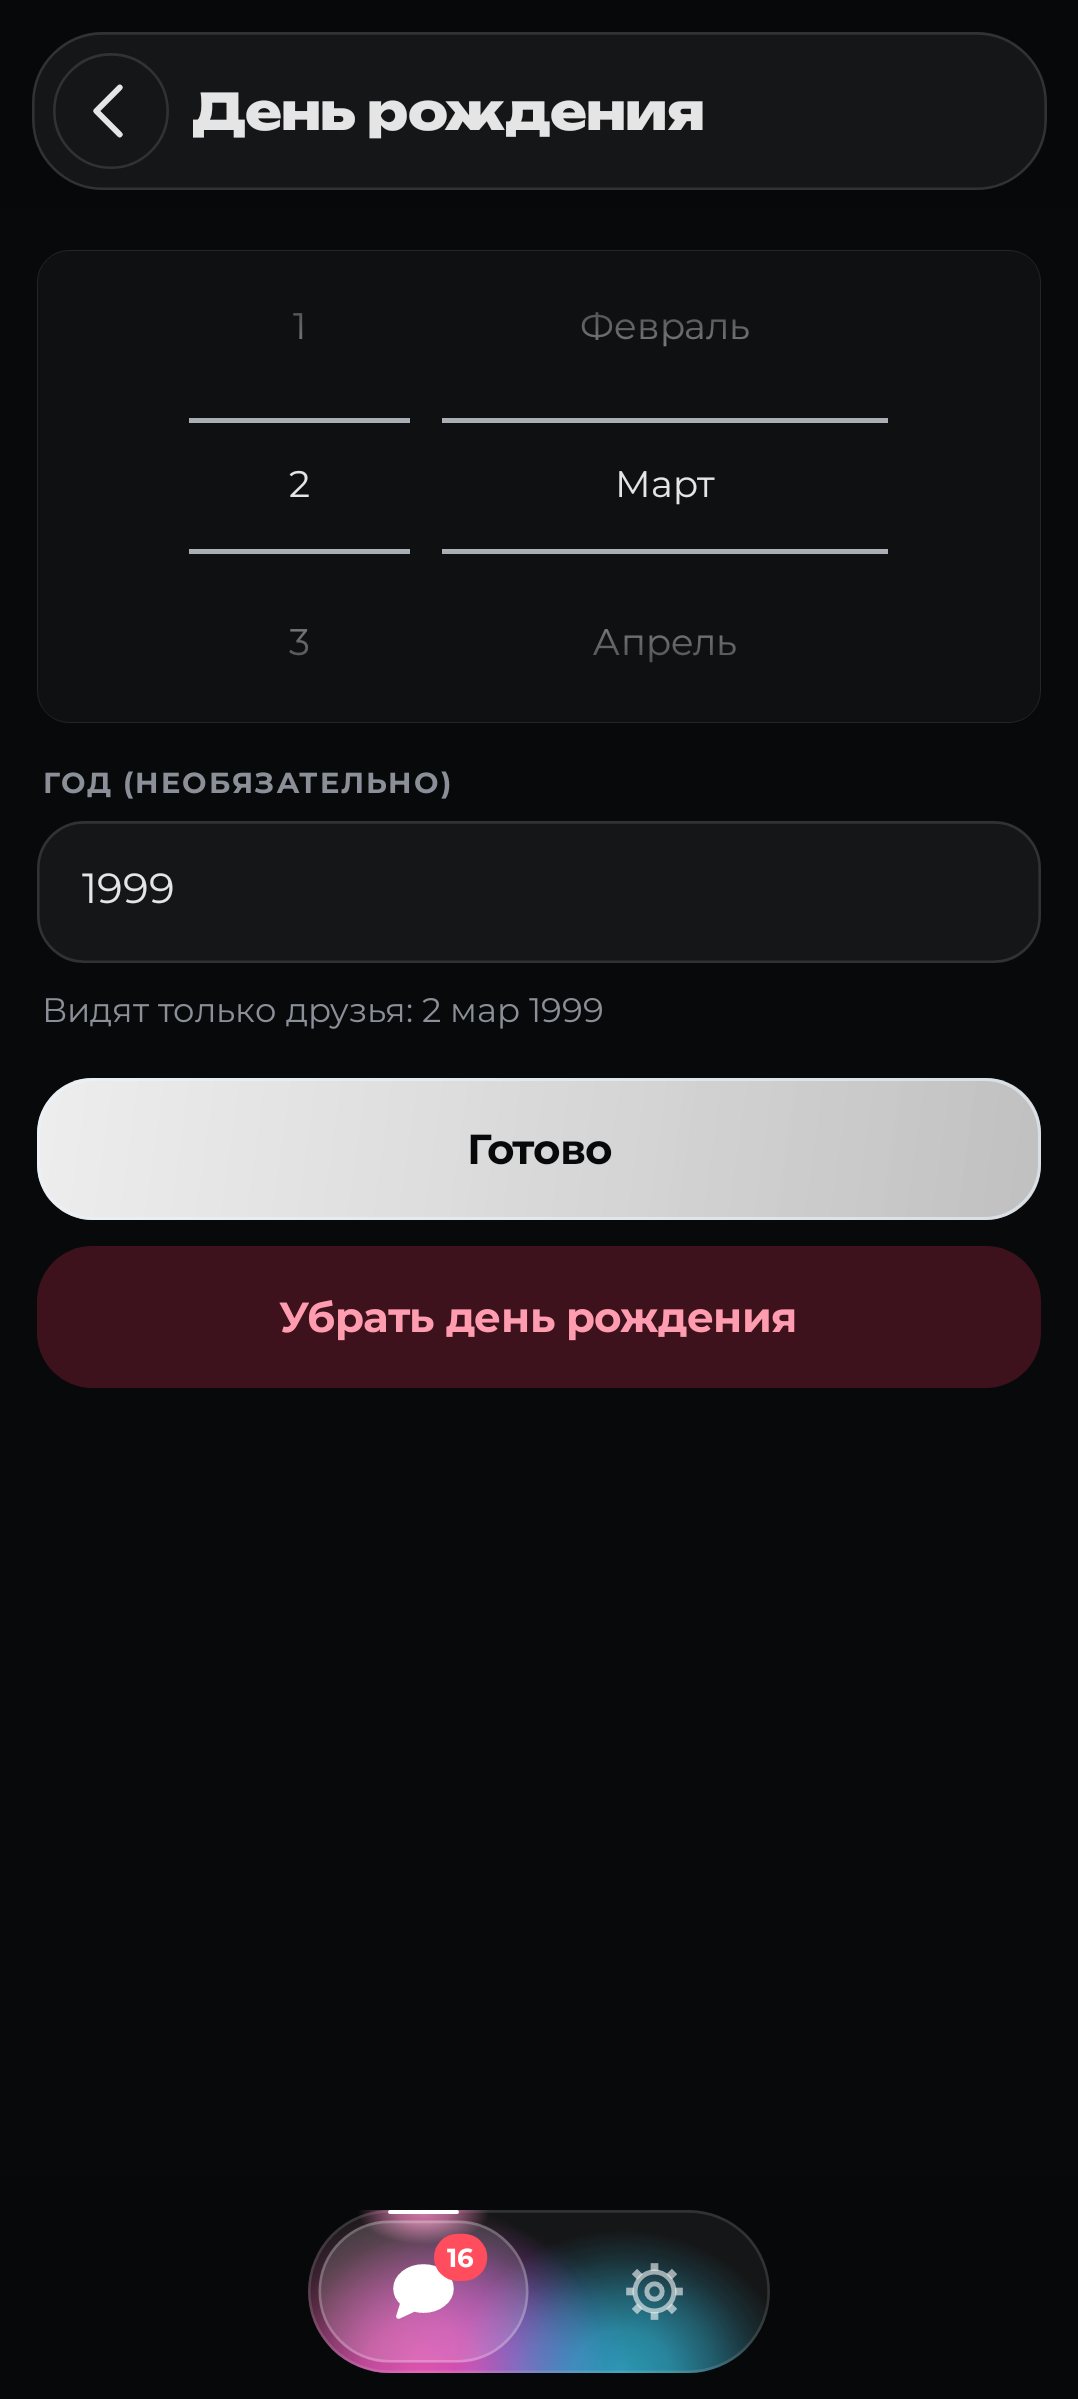 День рождения
1 Февраль
2 Март
3 Апрель
ГОД (НЕОБЯЗАТЕЛЬНО)
1999
Видят только друзья: 2 мар 1999
Готово
Убрать день рождения
16